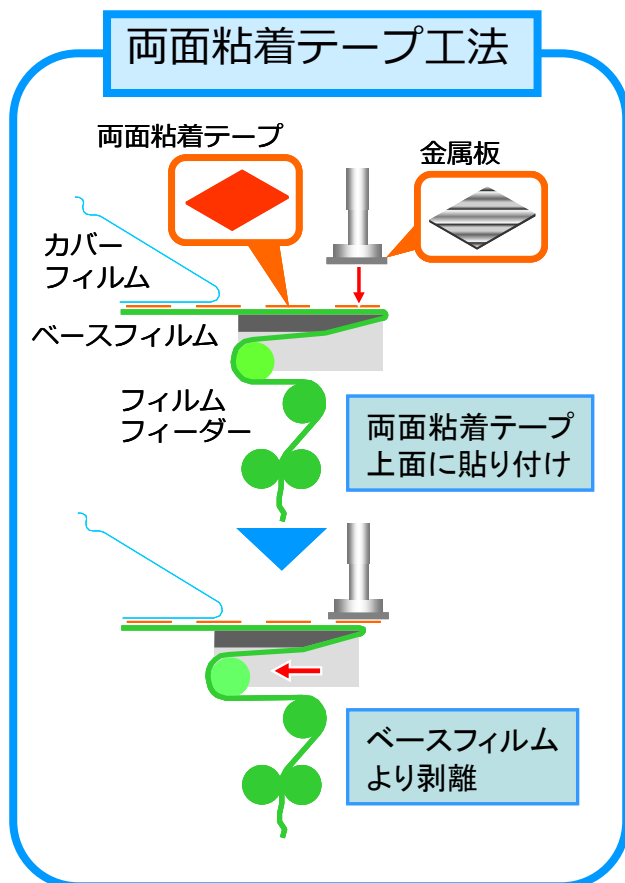 両面粘着テープ工法
両面粘着テープ
金属板
カバー
フィルム
ベースフィルム
フィルム
フィーダー
両面粘着テープ
上面に貼り付け
ベースフィルム
より剥離